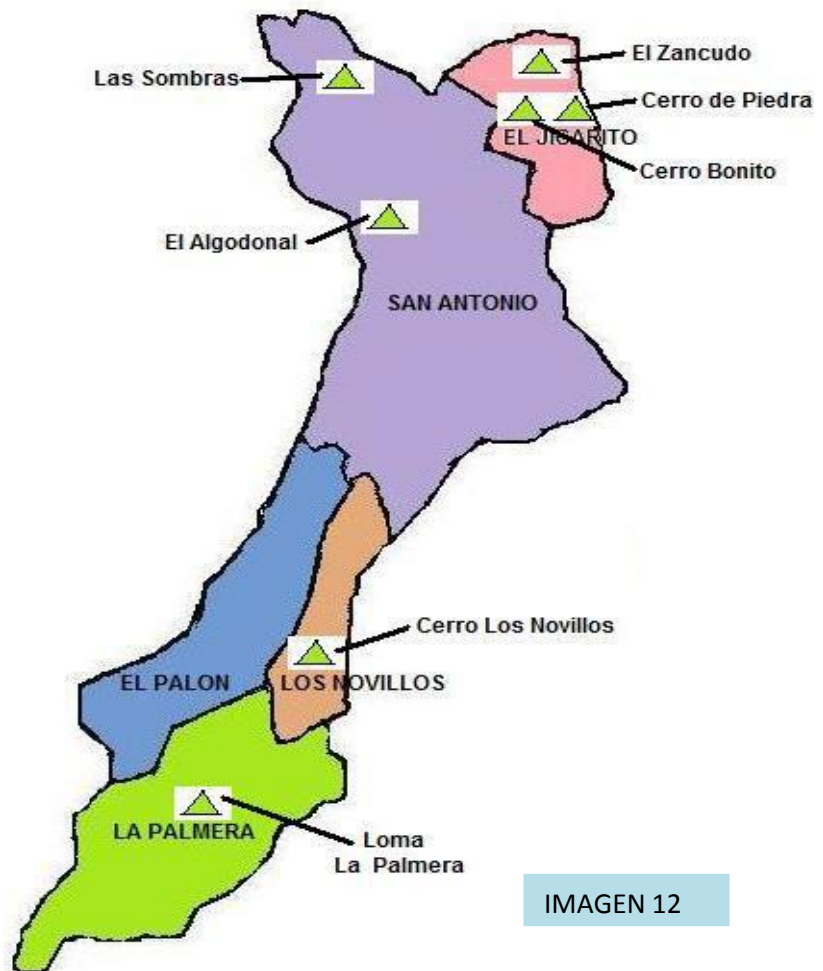 El Zancudo
Las Sombras
Cerro de Piedra
EL JICARITO
Cerro Bonito
El Algodonal
SAN ANTONIO
Cerro Los Novillos
EL PALON
LOS NOVILLOS
LA PALMERA
Loma
La Palmera
IMAGEN 12